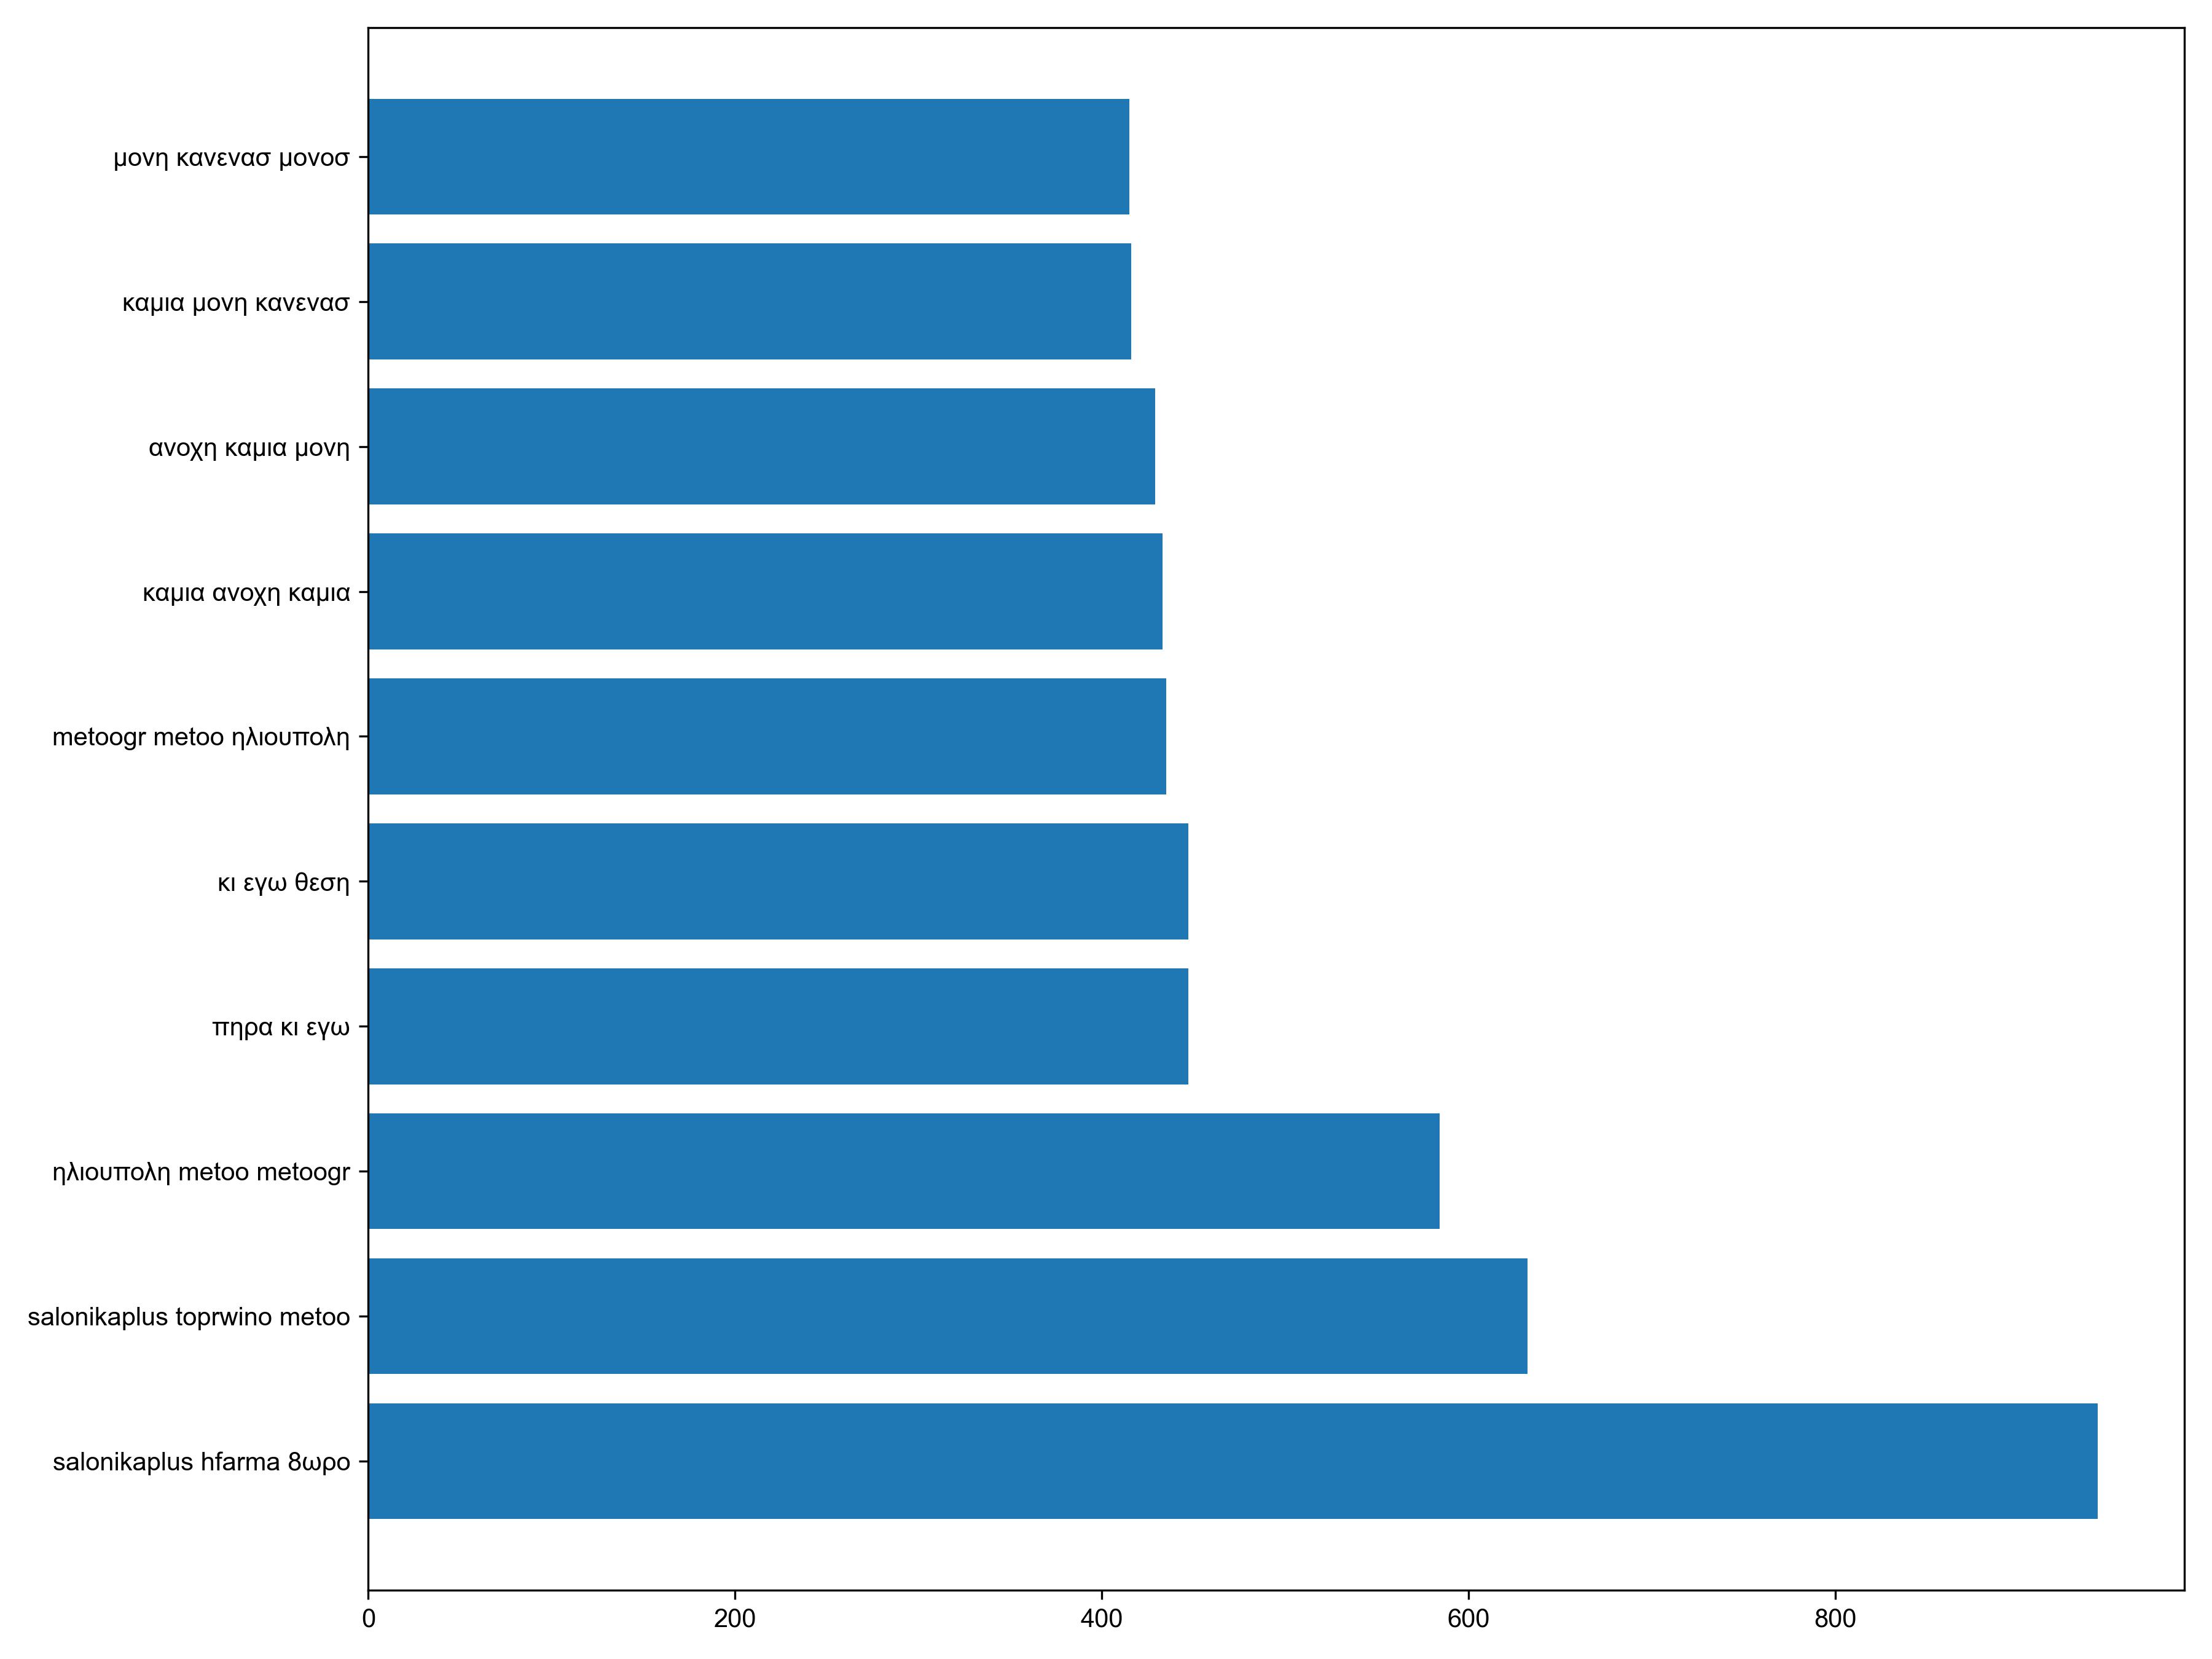 μονη κανενασ μονοσ
καμια μονη κανενασ
ανοχη καμια μονη
καμια ανοχη καμια
metoogr metoo ηλιουπολη
κι εγω θεση
πηρα κι εγω
ηλιουπολη metoo metoogr
salonikaplus toprwino metoo
salonikaplus hfarma 8ωρο
0 200 400 600 800